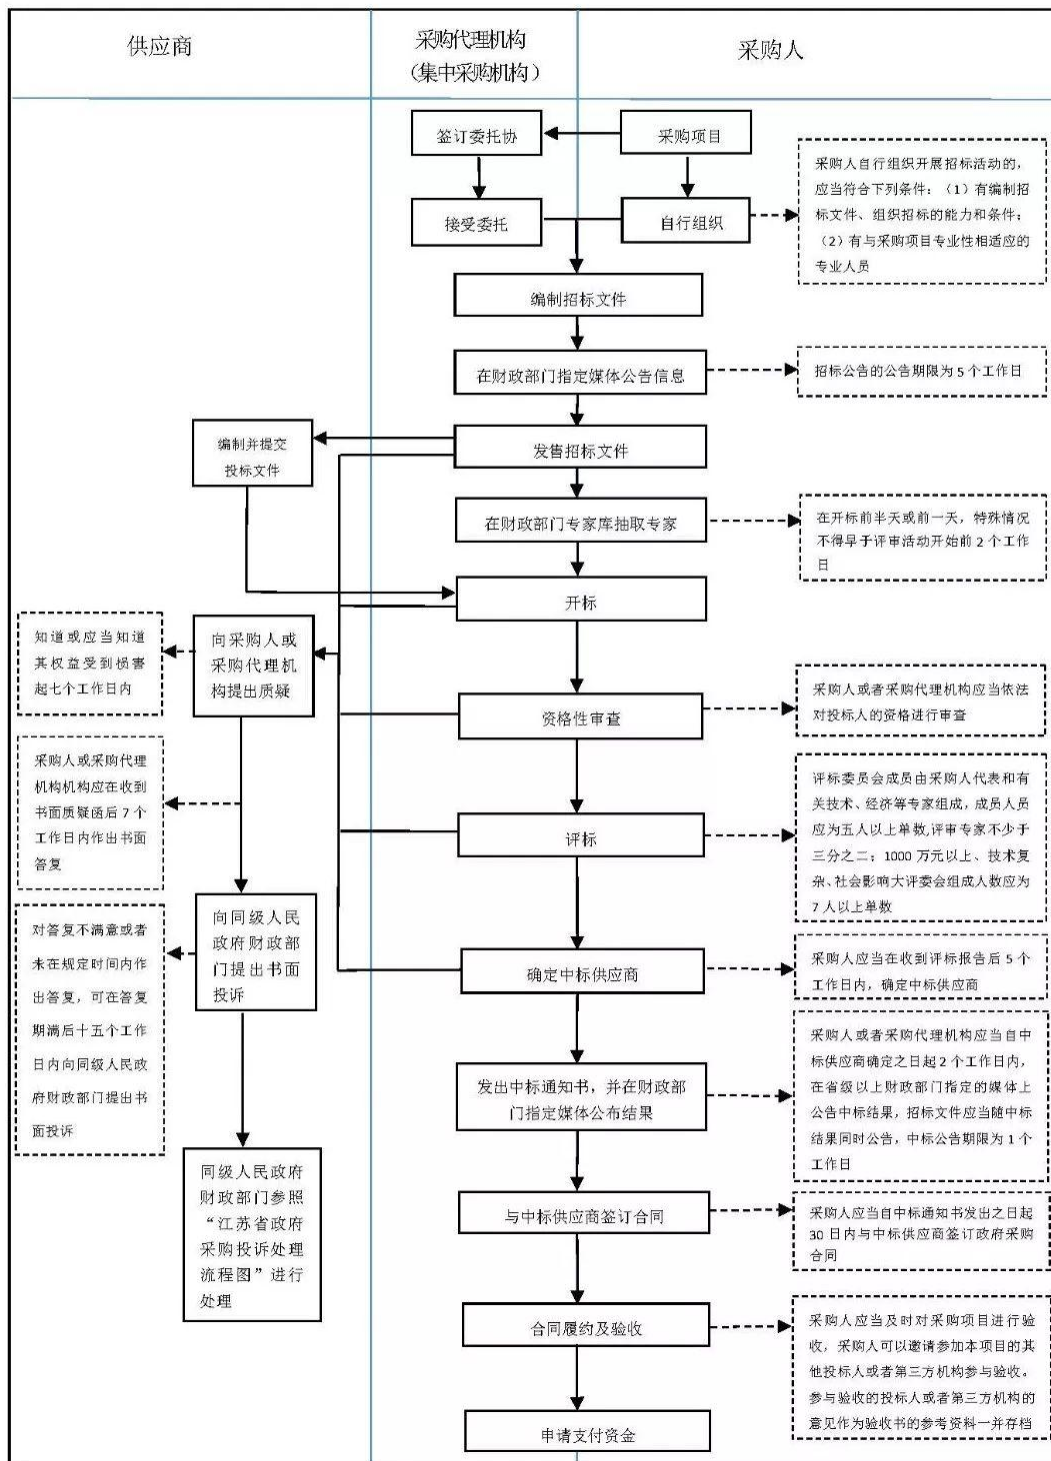 供应商
采购代理机构
（集中采购机构）
采购人
签订委托协
采购项目
接受委托
自行组织
采购人自行组织开展招标活动的，
应当符合下列条件：（1）有编制招
标文件、组织招标的能力和条件；
（2）有与采购项目专业性相适应的
专业人员
编制招标文件
在财政部门指定媒体公告信息
招标公告的公告期限为5个工作日
编制并提交
投标文件
发售招标文件
在财政部门专家库抽取专家
在开标前半天或前一天，特殊情况
不得早于评审活动开始前2个工作
日
开标
知道或应当知道
其权益受到损害
起七个工作日内
向采购人或
采购代理机
构提出质疑
资格性审查
采购人或者采购代理机构应当依法
对投标人的资格进行审查
采购人或采购代理
机构机构应在收到
书面质疑函后7个
工作日内作出书面
答复
评标
评标委员会成员由采购人代表和有
关技术、经济等专家组成，成员人员
应为五人以上单数,评审专家不少于
三分之二；1000万元以上、技术复
杂、社会影响大评委会组成人数应为
7人以上单数
对答复不满意或者
未在规定时间内作
出答复，可在答复
期满后十五个工作
日内向同级人民政
府财政部门提出书
面投诉
向同级人民
政府财政部
门提出书面
投诉
确定中标供应商
采购人应当在收到评标报告后5个
工作日内，确定中标供应商
发出中标通知书，并在财政部
门指定媒体公布结果
采购人或者采购代理机构应当自中
标供应商确定之日起2个工作日内，
在省级以上财政部门指定的媒体上
公告中标结果，招标文件应当随中标
结果同时公告，中标公告期限为1个
工作日
同级人民政府
财政部门参照
“江苏省政府
采购投诉处理
流程图”进行
处理
与中标供应商签订合同
采购人应当自中标通知书发出之日起
30日内与中标供应商签订政府采购
合同
合同履约及验收
采购人应当及时对采购项目进行验
收，采购人可以邀请参加本项目的其
他投标人或者第三方机构参与验收。
参与验收的投标人或者第三方机构的
意见作为验收书的参考资料一并存档
申请支付资金